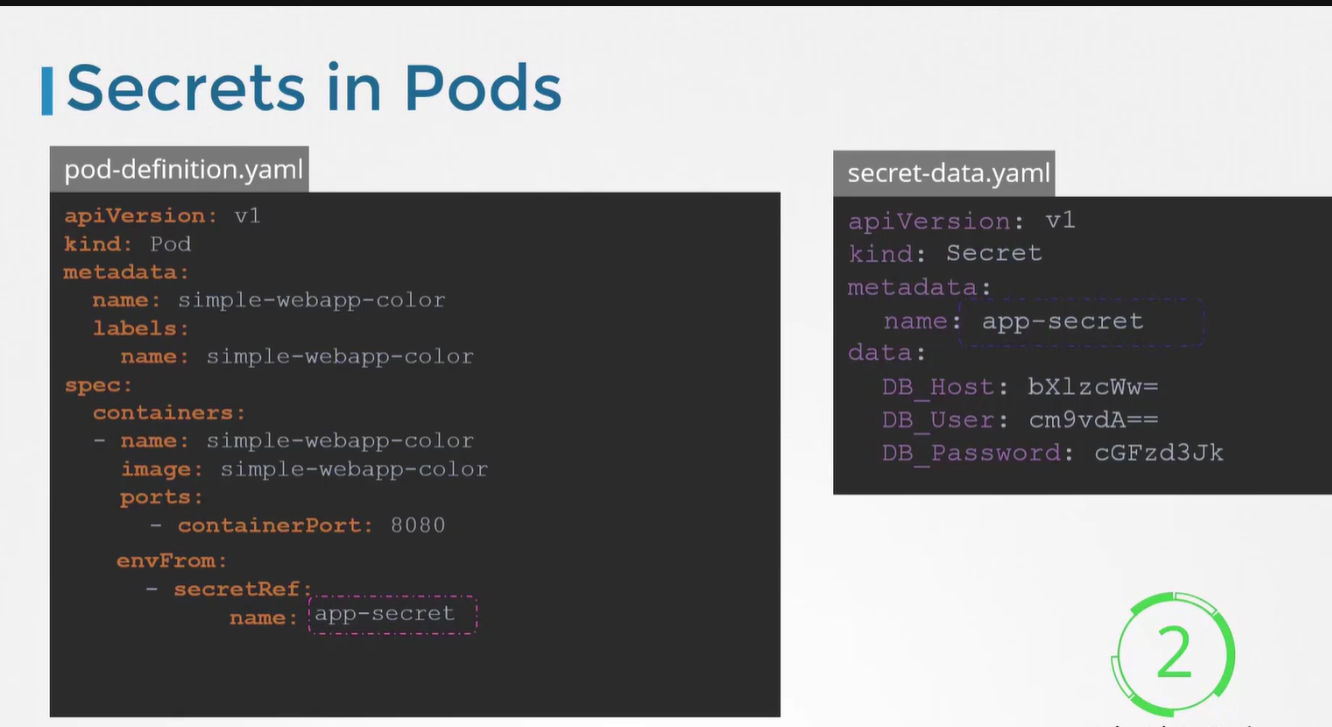 Secrets in Pods
pod-definition.yaml
apiVersion: v1
kind: Pod
metadata:
  name: simple-webapp-color
  labels:
    name: simple-webapp-color
spec:
  containers:
  - name: simple-webapp-color
    image: simple-webapp-color
    ports:
      - containerPort: 8080
    envFrom:
      - secretRef:
            name: app-secret
secret-data.yaml
apiVersion: v1
kind: Secret
metadata:
  name: app-secret
data:
  DB_Host: bXlzcWw=
  DB_User: cm9vdA==
  DB_Password: cGFzd3Jk
2